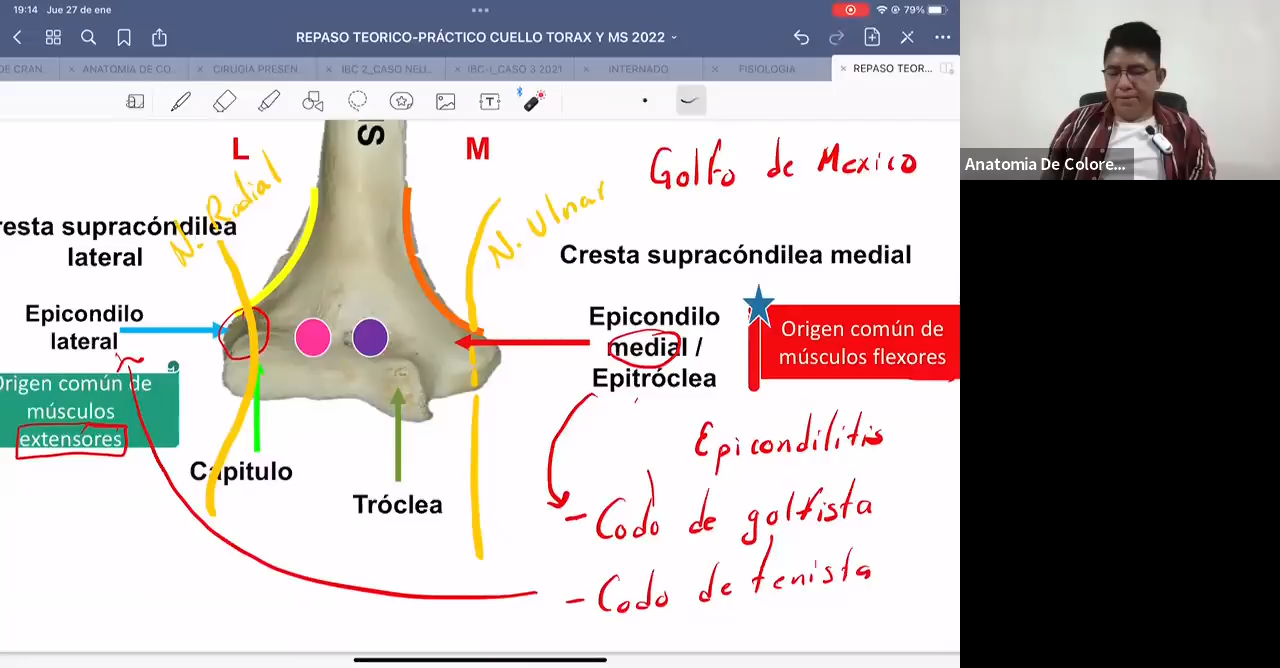 19:14 Jue 27 de ene
79%
REPASO TEORICO-PRÁCTICO CUELLO TORAX Y MS 2022
DE CRAN
ANATOMIA DE CO...
CIRUGIA PRESEN
IBC 2_CASO NEU...
IBC-I_CASO 3 2021
INTERNADO
FISIOLOGIA
REPASO TEOR...
L
M
Golfo de Mexico
N. Radial
N. Ulnar
resta supracóndilea
lateral
Cresta supracóndilea medial
Epicondilo
lateral
Epicondilo
medial /
Epitróclea
Origen común de
músculos flexores
Origen común de
músculos
extensores
Capitulo
Tróclea
Epicondilitis
- Codo de golfista
- Codo de tenista
Anatomia De Colore...